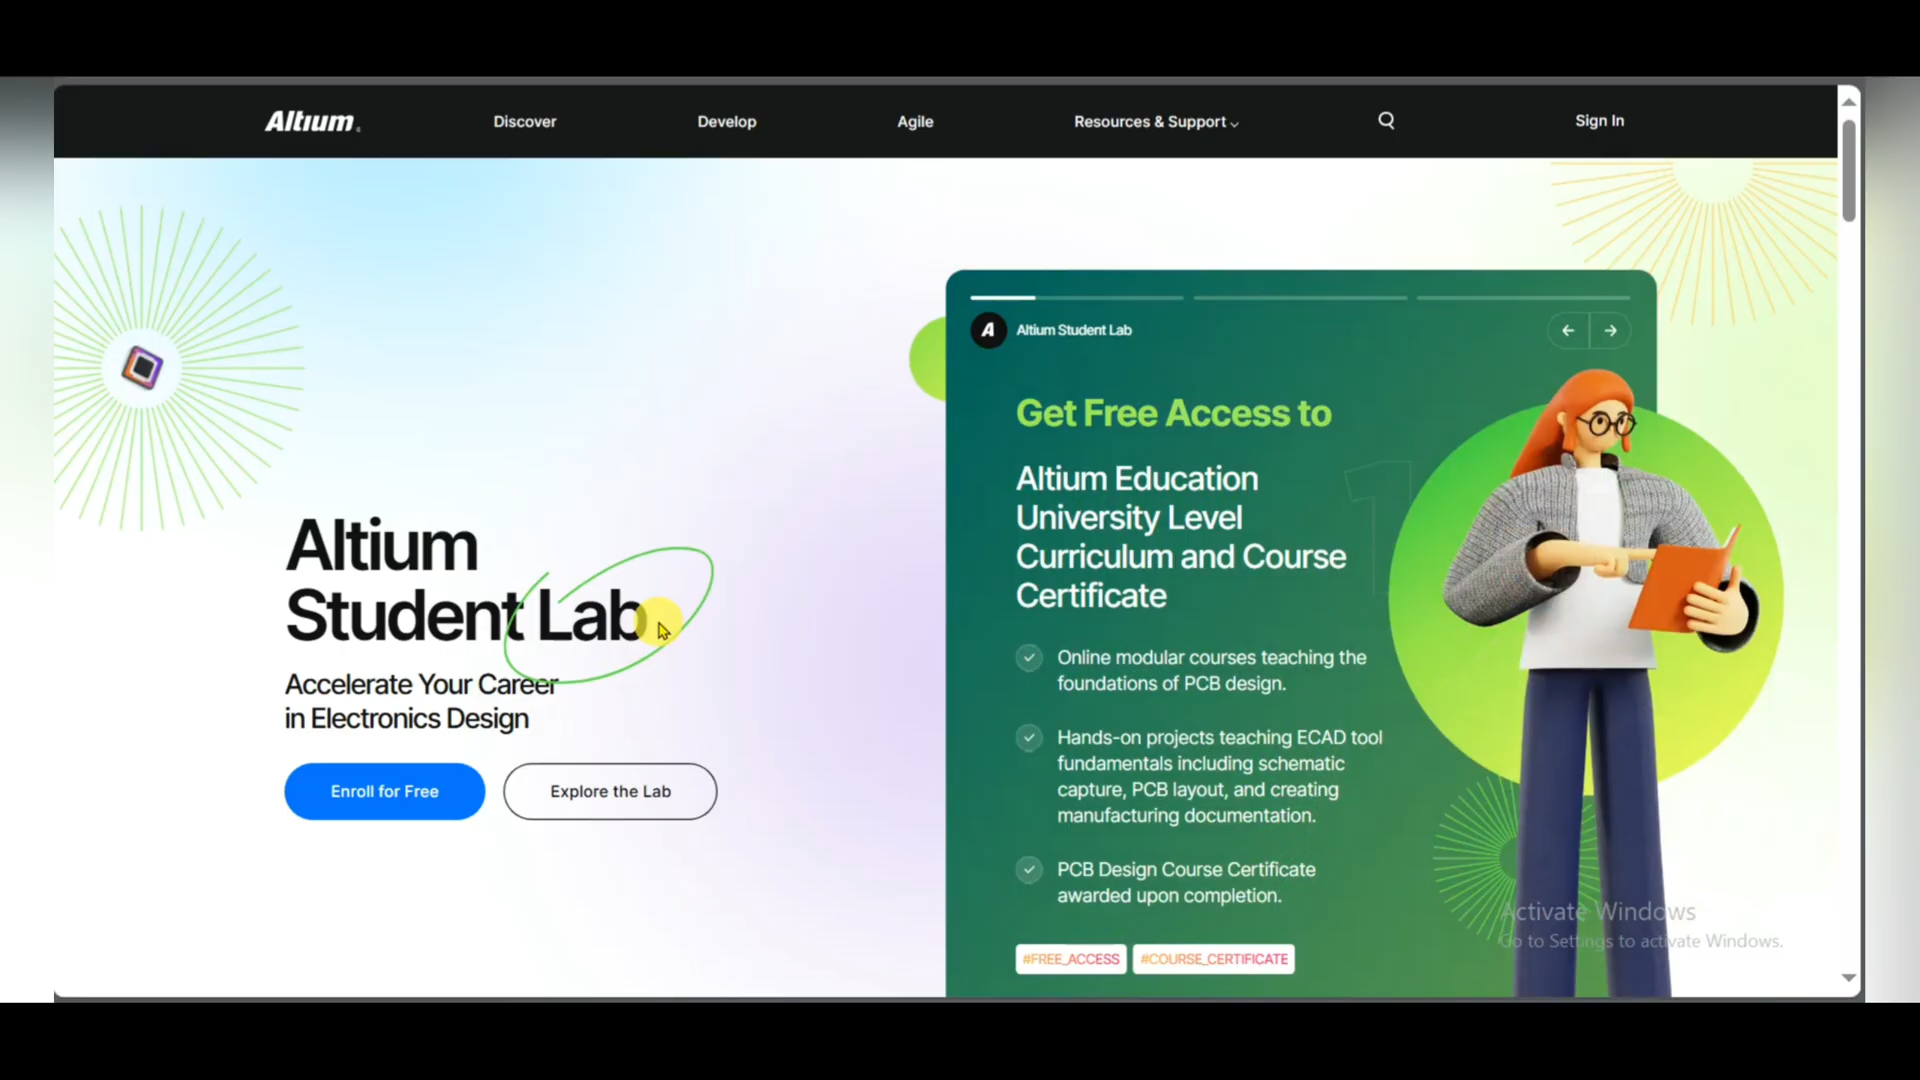 Altium
Discover
Develop
Agile
Resources & Support
Sign In
Altium
Student Lab
Accelerate Your Career
in Electronics Design
Enroll for Free
Explore the Lab
A
Altium Student Lab
Get Free Access to
Altium Education
University Level
Curriculum and Course
Certificate
1
Online modular courses teaching the
foundations of PCB design.
Hands-on projects teaching ECAD tool
fundamentals including schematic
capture, PCB layout, and creating
manufacturing documentation.
PCB Design Course Certificate
awarded upon completion.
#FREE_ACCESS
#COURSE_CERTIFICATE
Activate Windows
Go to Settings to activate Windows.